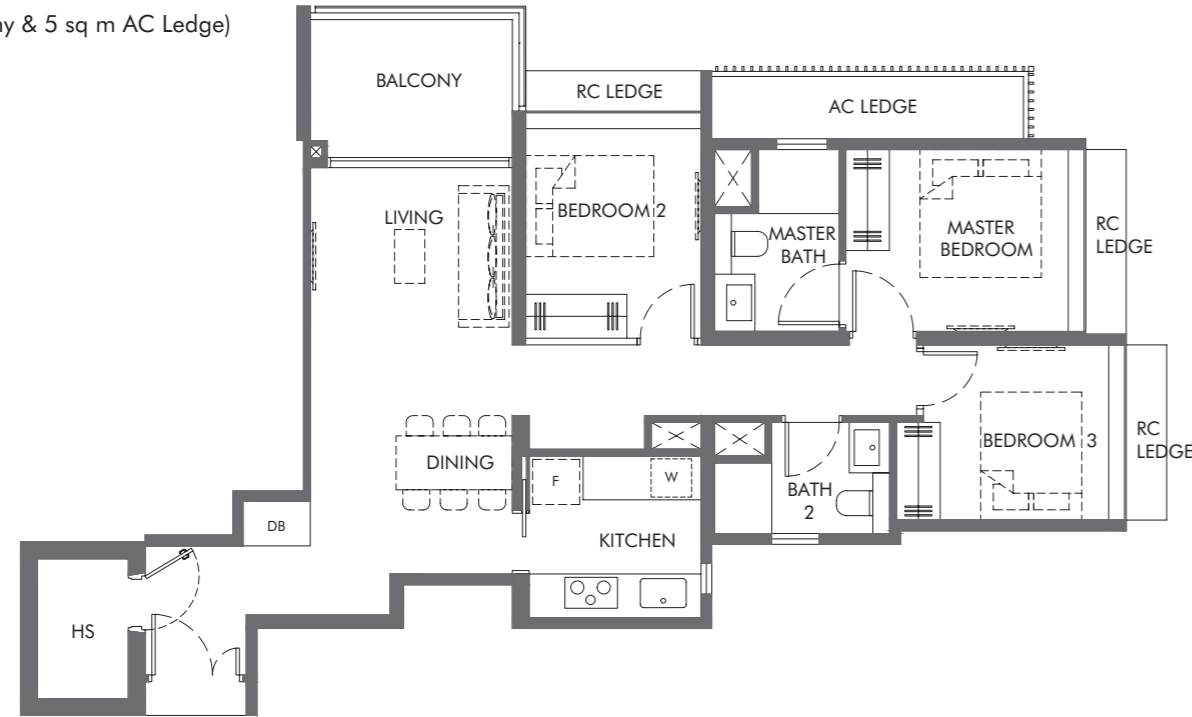 & 5 sq m AC Ledge)
BALCONY
RC LEDGE
AC LEDGE
LIVING
BEDROOM 2
MASTER
BATH
MASTER
BEDROOM
RC
LEDGE
DINING
F
W
BATH
2
BEDROOM 3
RC
LEDGE
DB
KITCHEN
HS